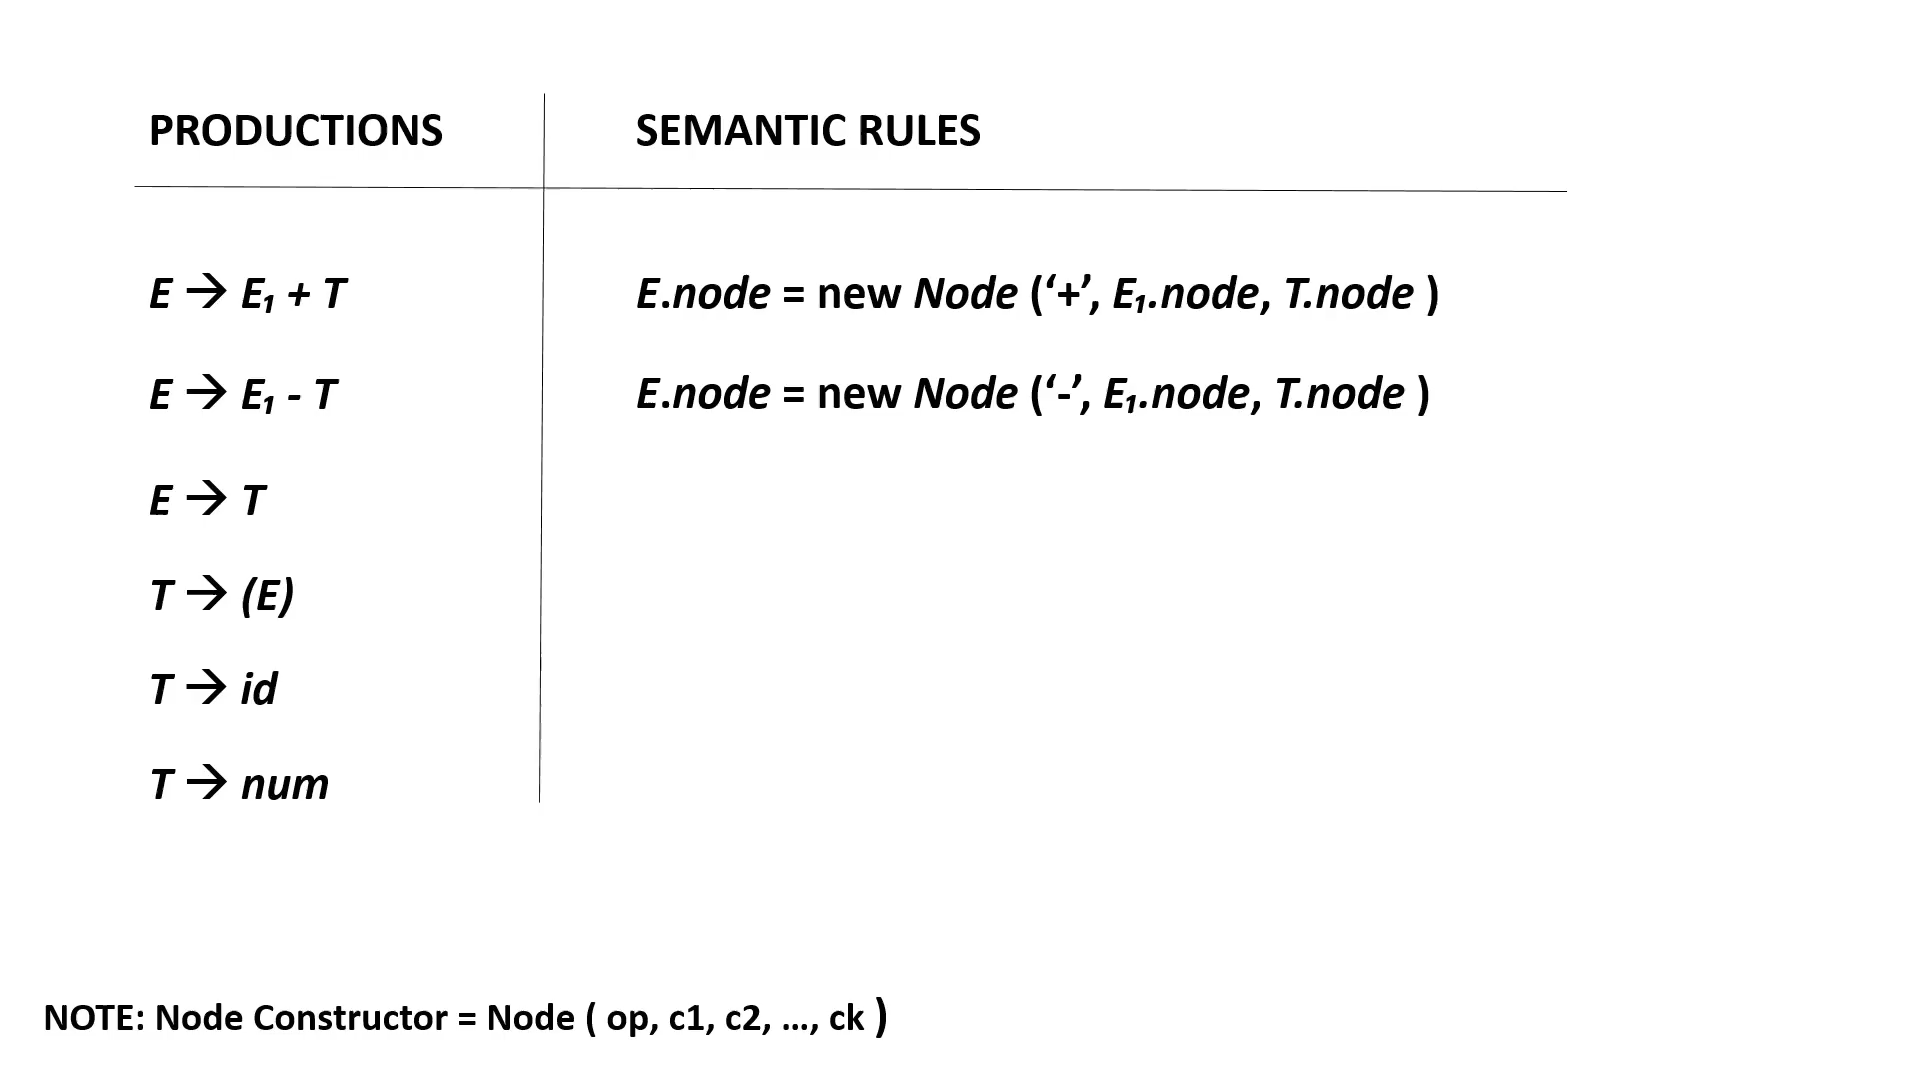 PRODUCTIONS SEMANTIC RULES
E → E₁ + T E.node = new Node (‘+’, E₁.node, T.node )
E → E₁ - T E.node = new Node (‘-’, E₁.node, T.node )
E → T
T → (E)
T → id
T → num
NOTE: Node Constructor = Node ( op, c1, c2, ..., ck )